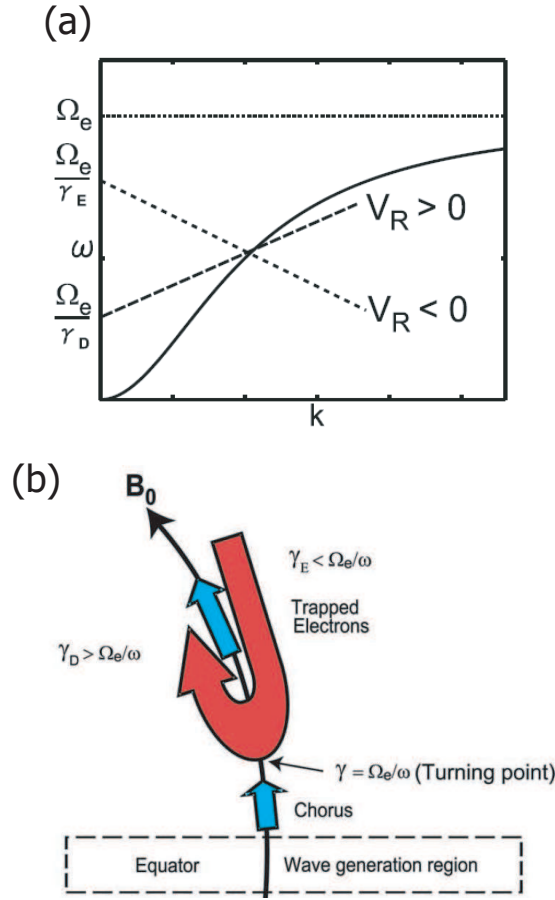 (a)
Ωe
Ωe
γE
ω
VR > 0
Ωe
γD
VR < 0
k
(b)
B0
γE < Ωe/ω
Trapped
Electrons
γD > Ωe/ω
γ = Ωe/ω (Turning point)
Chorus
Equator Wave generation region